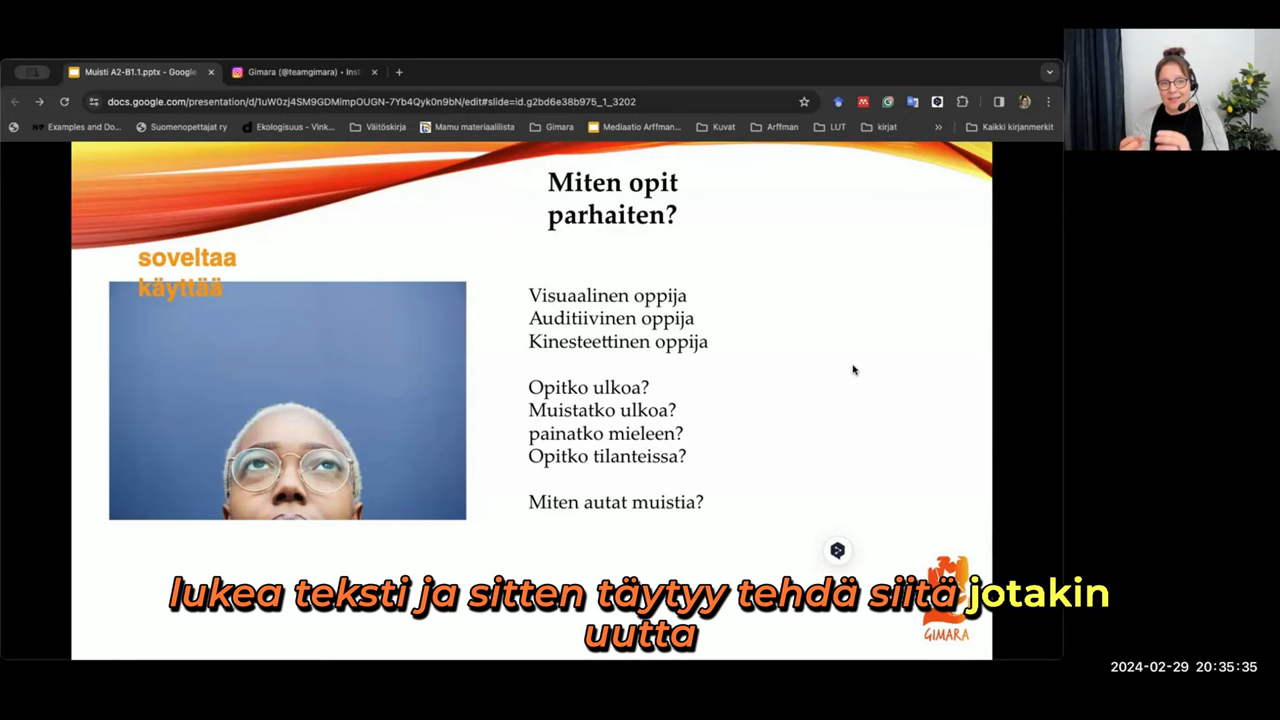 Muisti A2-B1.1.pptx - Google
Gimara (@teamgimara) • Inst
docs.google.com/presentation/d/1uW0zj4SM9GDMimpOUGN-7Yb4Qyk0n9bN/edit#slide=id.g2bd6e38b975_1_3202
Examples and Do...
Suomenopettajat ry
Ekologisuus - Vink...
Väitöskirja
Mamu materiaalilista
Gimara
Mediaatio Arffman...
Kuvat
Arffman
LUT
kirjat
»
Kaikki kirjanmerkit
Miten opit
parhaiten?
soveltaa
käyttää
Visuaalinen oppija
Auditiivinen oppija
Kinesteettinen oppija
Opitko ulkoa?
Muistatko ulkoa?
painatko mieleen?
Opitko tilanteissa?
Miten autat muistia?
lukea teksti ja sitten täytyy tehdä siitä jotakin
uutta
GIMARA
2024-02-29 20:35:35